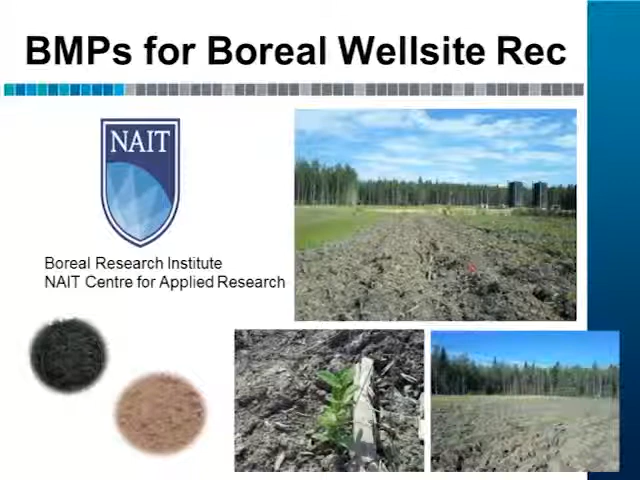 BMPs for Boreal Wellsite Rec
NAIT
Boreal Research Institute
NAIT Centre for Applied Research